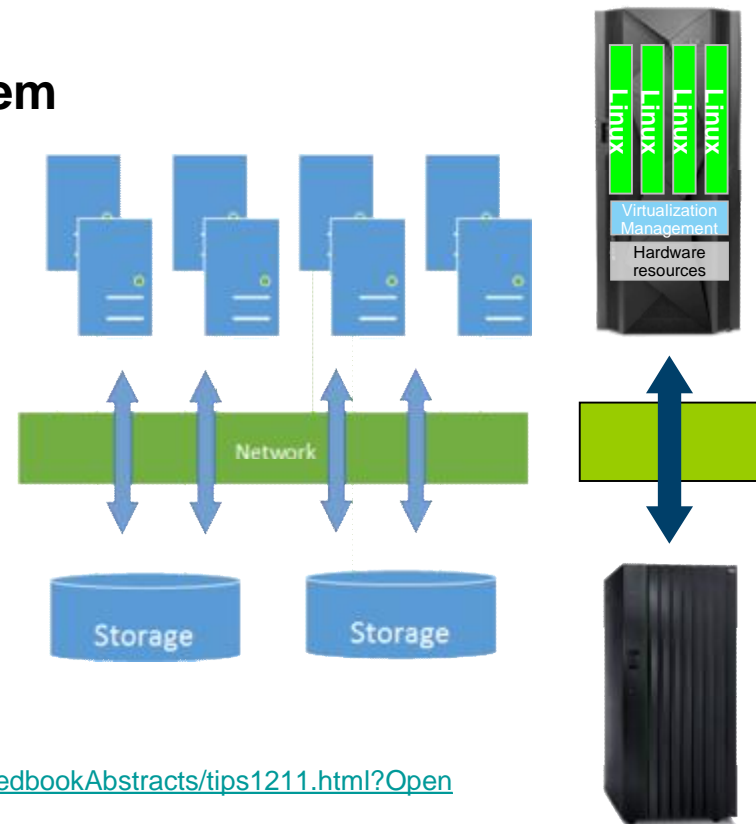 em
Linux
Linux
Linux
Linux
Virtualization
Management
Hardware
resources
Network
Storage
Storage
edbookAbstracts/tips1211.html?Open